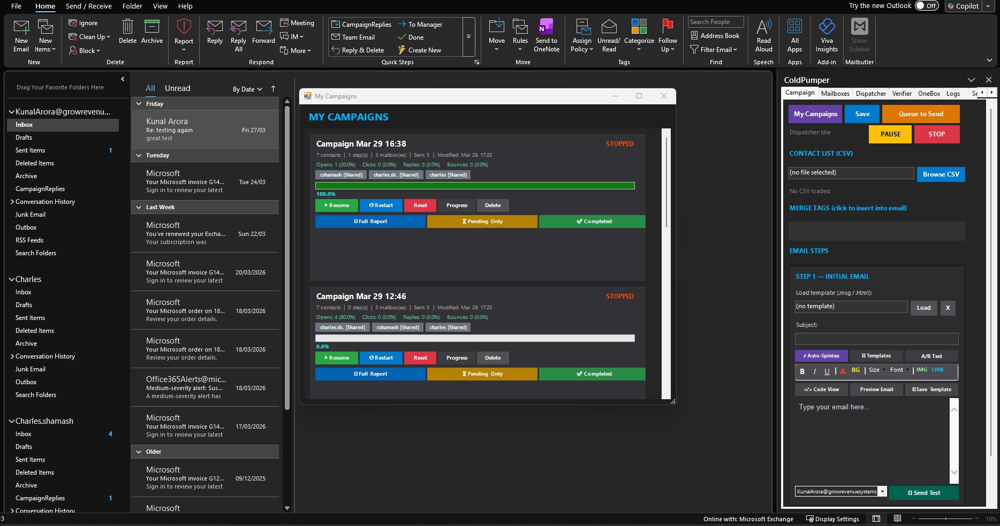 File Home Send / Receive Folder View Help
Try the new Outlook Off Copilot
New Email
New Items
New
Ignore
Clean Up
Block
Delete
Archive
Delete
Report
Report
Reply
Reply All
Forward
Meeting
IM
More
Respond
CampaignReplies To Manager
Team Email Done
Reply & Delete Create New
Quick Steps
Move
Rules
Send to OneNote
Move
Assign Policy
Unread/ Read
Categorize
Follow Up
Tags
Search People
Address Book
Filter Email
Find
Read Aloud
Speech
All Apps
Apps
Viva Insights
Add-in
Show Sidebar
Mailbutler
Drag Your Favorite Folders Here
KunalArora@growrevenu...
Inbox
Drafts
Sent Items 1
Deleted Items
Archive
CampaignReplies
Conversation History
Junk Email
Outbox
RSS Feeds
Search Folders
Charles
Inbox
Drafts
Sent Items
Deleted Items
Archive
Conversation History
Junk Email
Outbox
Search Folders
Charles.shamash
Inbox 4
Drafts
Sent Items
Deleted Items
Archive
CampaignReplies 1
Conversation History
All Unread By Date
Friday
Kunal Arora
Re: testing again Fri 27/03
great test
Tuesday
Microsoft
Your Microsoft invoice G14... Tue 24/03
Sign in to review your latest
Last Week
Microsoft
You've renewed your Excha... Sun 22/03
Your subscription was
Microsoft
Your Microsoft invoice G14... 20/03/2026
Sign in to review your latest
Microsoft
Your Microsoft order on 18... 18/03/2026
Review your order details.
Microsoft
Your Microsoft order on 18... 18/03/2026
Review your order details.
Office365Alerts@mic...
Medium-severity alert: Sus... 18/03/2026
A medium-severity alert has
Microsoft
Your Microsoft invoice G14... 17/03/2026
Sign in to review your latest
Older
Microsoft
Your Microsoft invoice G12... 09/12/2025
Sign in to review your latest
Microsoft
My Campaigns
MY CAMPAIGNS
Campaign Mar 29 16:38 STOPPED
7 contacts | 1 step(s) | 3 mailbox(es) | Sent: 5 | Modified: Mar 29, 17:23
Opens: 1 (20.0%) Clicks: 0 (0.0%) Replies: 0 (0.0%) Bounces: 0 (0.0%)
cshamash [Shared] charles.sh.. [Shared] charles [Shared]
100.0%
Resume Restart Reset Progress Delete
Full Report Pending Only Completed
Campaign Mar 29 12:46 STOPPED
7 contacts | 0 step(s) | 3 mailbox(es) | Sent: 5 | Modified: Mar 29, 17:23
Opens: 4 (80.0%) Clicks: 0 (0.0%) Replies: 0 (0.0%) Bounces: 0 (0.0%)
charles.sh.. [Shared] cshamash [Shared] charles [Shared]
0.0%
Resume Restart Reset Progress Delete
Full Report Pending Only Completed
ColdPumper
Campaign Mailboxes Dispatcher Verifier OneBox Logs Se
My Campaigns Save Queue to Send
Dispatcher: Idle PAUSE STOP
CONTACT LIST (CSV)
(no file selected) Browse CSV
No CSV loaded
MERGE TAGS (click to insert into email)
EMAIL STEPS
STEP 1 — INITIAL EMAIL
Load template (.msg / .html):
(no template) Load X
Subject:
Auto-Spintax Templates A/B Test
B I U | A BG | Size Font | IMG LINK
</> Code View Preview Email Save Template
Type your email here...
KunalArora@growrevenuesystems Send Test
13 Online with: Microsoft Exchange Display Settings 10%